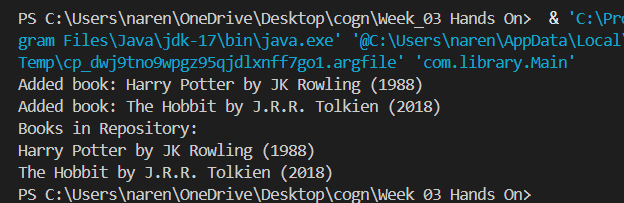 PS C:\Users\naren\OneDrive\Desktop\cogn\Week_03 Hands On>  & 'C:\Pro
gram Files\Java\jdk-17\bin\java.exe' '@C:\Users\naren\AppData\Local\
Temp\cp_dwj9tno9wpgz95qjdlxnff7go1.argfile' 'com.library.Main'
Added book: Harry Potter by JK Rowling (1988)
Added book: The Hobbit by J.R.R. Tolkien (2018)
Books in Repository:
Harry Potter by JK Rowling (1988)
The Hobbit by J.R.R. Tolkien (2018)
PS C:\Users\naren\OneDrive\Desktop\cogn\Week_03 Hands On>